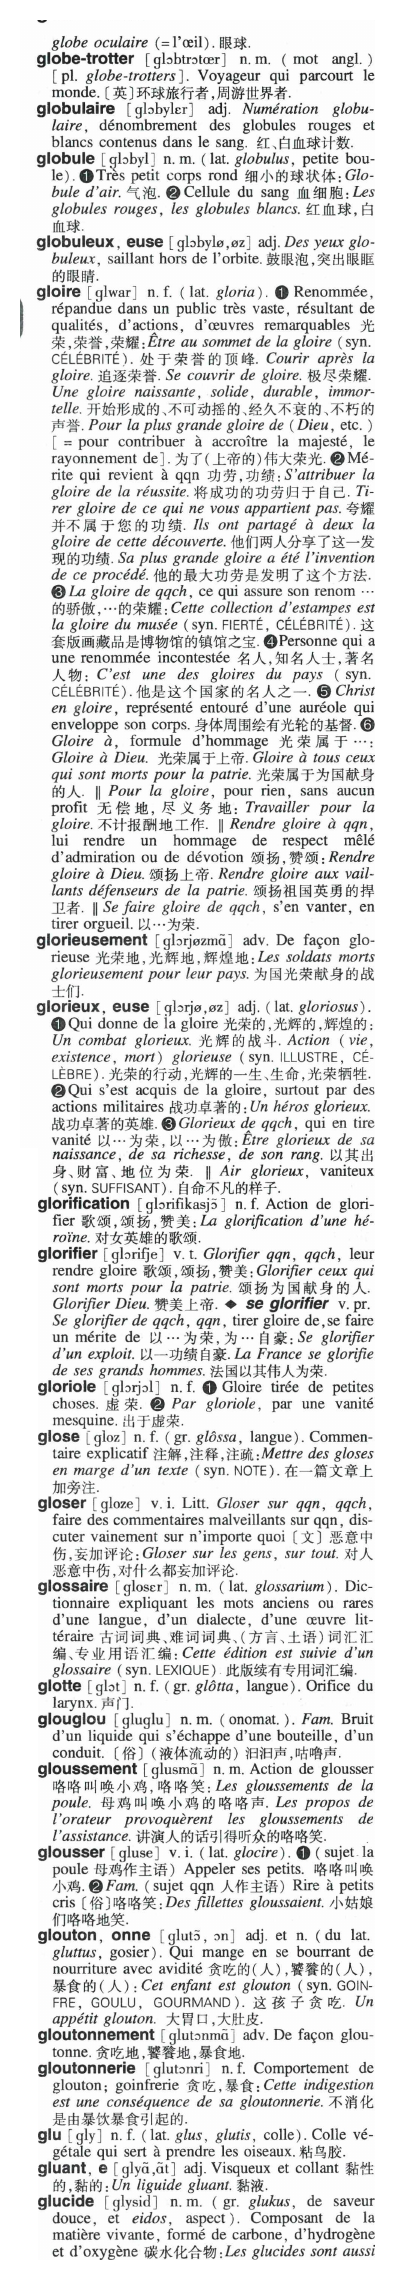 globe oculaire (= l'œil). 眼球.
globe-trotter [glɔbtrɔtœr] n. m. ( mot angl. )
[ pl. globe-trotters ]. Voyageur qui parcourt le
monde.〔英〕环球旅行者,周游世界者.
globulaire [glɔbylɛr] adj. Numération globu-
laire, dénombrement des globules rouges et
blancs contenus dans le sang. 红、白血球计数.
globule [glɔbyl] n. m. ( lat. globulus, petite bou-
le). ❶Très petit corps rond 细小的球状体: Glo-
bule d'air. 气泡. ❷ Cellule du sang 血细胞: Les
globules rouges, les globules blancs. 红血球,白
血球.
globuleux, euse [glɔbylø,øz] adj. Des yeux glo-
buleux, saillant hors de l'orbite. 鼓眼泡,突出眼眶
的眼睛.
gloire [glwar] n. f. ( lat. gloria). ❶ Renommée,
répandue dans un public très vaste, résultant de
qualités, d'actions, d'œuvres remarquables 光
荣,荣誉,荣耀: Être au sommet de la gloire (syn.
CÉLÉBRITÉ). 处于荣誉的顶峰. Courir après la
gloire. 追逐荣誉. Se couvrir de gloire. 极尽荣耀.
Une gloire naissante, solide, durable, immor-
telle. 开始形成的、不可动摇的、经久不衰的、不朽的
声誉. Pour la plus grande gloire de (Dieu, etc. )
[ = pour contribuer à accroître la majesté, le
rayonnement de]. 为了(上帝的)伟大荣光. ❷Mé-
rite qui revient à qqn 功劳,功绩: S'attribuer la
gloire de la réussite. 将成功的功劳归于自己. Ti-
rer gloire de ce qui ne vous appartient pas. 夸耀
并不属于您的功绩. Ils ont partagé à deux la
gloire de cette découverte. 他们两人分享了这一发
现的功绩. Sa plus grande gloire a été l'invention
de ce procédé. 他的最大功劳是发明了这个方法.
❸ La gloire de qqch, ce qui assure son renom …
的骄傲,…的荣耀: Cette collection d'estampes est
la gloire du musée (syn. FIERTÉ, CÉLÉBRITÉ). 这
套版画藏品是博物馆的镇馆之宝. ❹Personne qui a
une renommée incontestée 名人,知名人士,著名
人物: C'est une des gloires du pays ( syn.
CÉLÉBRITÉ). 他是这个国家的名人之一. ❺ Christ
en gloire, représenté entouré d'une auréole qui
enveloppe son corps. 身体周围绘有光轮的基督. ❻
Gloire à, formule d'hommage 光荣属于…:
Gloire à Dieu. 光荣属于上帝. Gloire à tous ceux
qui sont morts pour la patrie. 光荣属于为国献身
的人. ‖ Pour la gloire, pour rien, sans aucun
profit 无偿地,尽义务地: Travailler pour la
gloire. 不计报酬地工作. ‖ Rendre gloire à qqn,
lui rendre un hommage de respect mêlé
d'admiration ou de dévotion 颂扬,赞颂: Rendre
gloire à Dieu. 颂扬上帝. Rendre gloire aux vail-
lants défenseurs de la patrie. 颂扬祖国英勇的捍
卫者. ‖ Se faire gloire de qqch, s'en vanter, en
tirer orgueil. 以…为荣.
glorieusement [glɔrjøzmɑ̃] adv. De façon glo-
rieuse 光荣地,光辉地,辉煌地: Les soldats morts
glorieusement pour leur pays. 为国光荣献身的战
士们.
glorieux, euse [glɔrjø,øz] adj. ( lat. gloriosus).
❶Qui donne de la gloire 光荣的,光辉的,辉煌的:
Un combat glorieux. 光辉的战斗. Action (vie,
existence, mort) glorieuse (syn. ILLUSTRE, CÉ-
LÈBRE). 光荣的行动,光辉的一生、生命,光荣牺牲.
❷Qui s'est acquis de la gloire, surtout par des
actions militaires 战功卓著的: Un héros glorieux.
战功卓著的英雄. ❸ Glorieux de qqch, qui en tire
vanité 以…为荣,以…为傲: Être glorieux de sa
naissance, de sa richesse, de son rang. 以其出
身、财富、地位为荣. ‖ Air glorieux, vaniteux
(syn. SUFFISANT). 自命不凡的样子.
glorification [glɔrifikasjɔ̃] n. f. Action de glori-
fier 歌颂,颂扬,赞美: La glorification d'une hé-
roïne. 对女英雄的歌颂.
glorifier [glɔrifje] v. t. Glorifier qqn, qqch, leur
rendre gloire 歌颂,颂扬,赞美: Glorifier ceux qui
sont morts pour la patrie. 颂扬为国献身的人.
Glorifier Dieu. 赞美上帝. ◆ se glorifier v. pr.
Se glorifier de qqch, qqn, tirer gloire de,se faire
un mérite de 以…为荣,为…自豪: Se glorifier
d'un exploit. 以一功绩自豪. La France se glorifie
de ses grands hommes. 法国以其伟人为荣.
gloriole [glɔrjɔl] n. f. ❶ Gloire tirée de petites
choses. 虚荣. ❷ Par gloriole, par une vanité
mesquine. 出于虚荣.
glose [gloz] n. f. ( gr. glôssa, langue). Commen-
taire explicatif 注解,注释,注疏: Mettre des gloses
en marge d'un texte (syn. NOTE). 在一篇文章上
加旁注.
gloser [gloze] v. i. Litt. Gloser sur qqn, qqch,
faire des commentaires malveillants sur qqn, dis-
cuter vainement sur n'importe quoi〔文〕恶意中
伤,妄加评论: Gloser sur les gens, sur tout. 对人
恶意中伤,对什么都妄加评论.
glossaire [glɔsɛr] n. m. ( lat. glossarium). Dic-
tionnaire expliquant les mots anciens ou rares
d'une langue, d'un dialecte, d'une œuvre lit-
téraire 古词词典、难词词典、(方言、土语)词汇汇
编、专业用语汇编: Cette édition est suivie d'un
glossaire (syn. LEXIQUE). 此版续有专用词汇编.
glotte [glɔt] n. f. ( gr. glôtta, langue). Orifice du
larynx. 声门.
glouglou [gluglu] n. m. ( onomat. ). Fam. Bruit
d'un liquide qui s'échappe d'une bouteille, d'un
conduit.〔俗〕(液体流动的) 汩汩声,咕噜声.
gloussement [glusmɑ̃] n. m. Action de glousser
咯咯叫唤小鸡,咯咯笑: Les gloussements de la
poule. 母鸡叫唤小鸡的咯咯声. Les propos de
l'orateur provoquèrent les gloussements de
l'assistance. 讲演人的话引得听众的咯咯笑.
glousser [gluse] v. i. ( lat. glocire). ❶ ( sujet la
poule 母鸡作主语) Appeler ses petits. 咯咯叫唤
小鸡. ❷Fam. (sujet qqn 人作主语) Rire à petits
cris〔俗〕咯咯笑: Des fillettes gloussaient. 小姑娘
们咯咯地笑.
glouton, onne [glutɔ̃, ɔn] adj. et n. ( du lat.
gluttus, gosier). Qui mange en se bourrant de
nourriture avec avidité 贪吃的(人),饕餮的(人),
暴食的(人): Cet enfant est glouton (syn. GOIN-
FRE, GOULU, GOURMAND). 这孩子贪吃. Un
appétit glouton. 大胃口,大肚皮.
gloutonnement [glutɔnmɑ̃] adv. De façon glou-
tonne. 贪吃地,饕餮地,暴食地.
gloutonnerie [glutɔnri] n. f. Comportement de
glouton; goinfrerie 贪吃,暴食: Cette indigestion
est une conséquence de sa gloutonnerie. 不消化
是由暴饮暴食引起的.
glu [gly] n. f. ( lat. glus, glutis, colle). Colle vé-
gétale qui sert à prendre les oiseaux. 粘鸟胶.
gluant, e [glyɑ̃,ɑ̃t] adj. Visqueux et collant 黏性
的,黏的: Un liguide gluant. 黏液.
glucide [glysid] n. m. ( gr. glukus, de saveur
douce, et eidos, aspect). Composant de la
matière vivante, formé de carbone, d'hydrogène
et d'oxygène 碳水化合物: Les glucides sont aussi